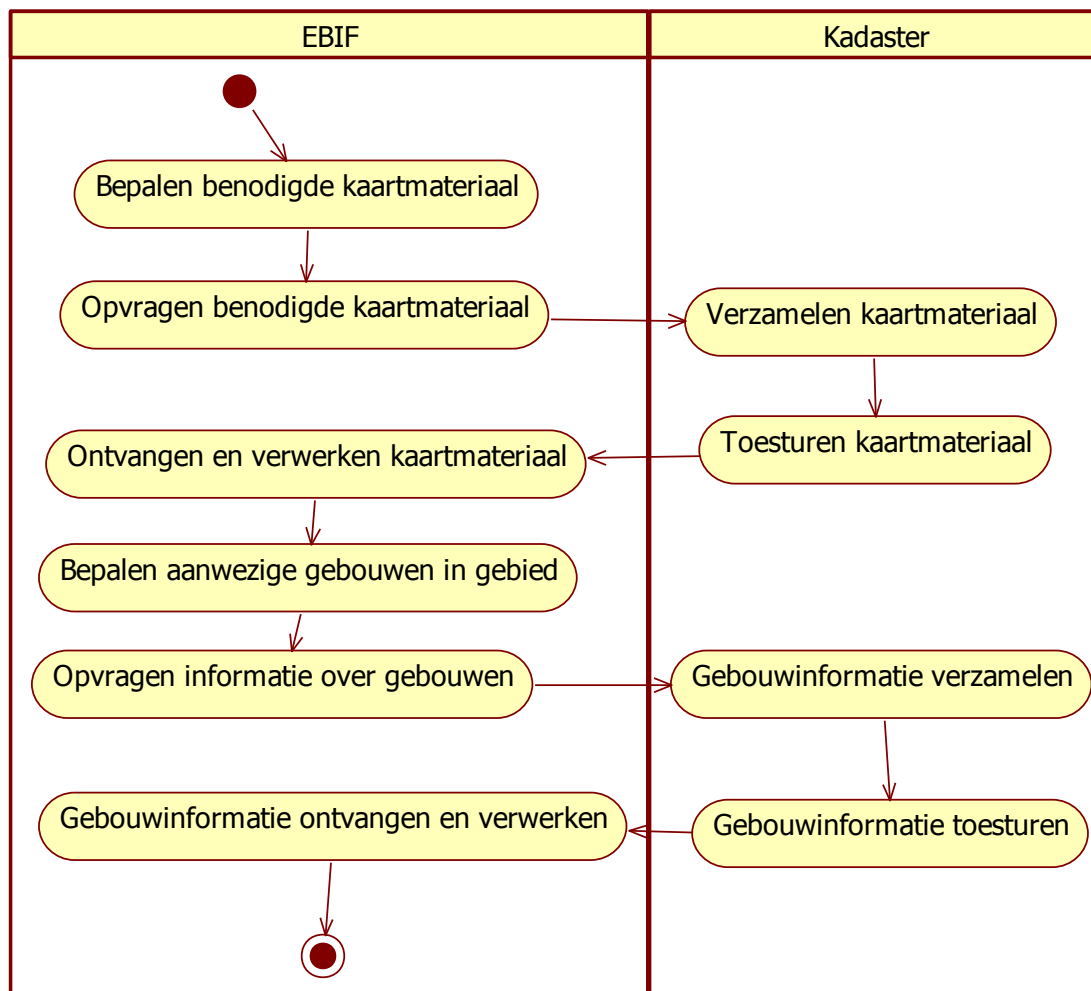 EBIF
Kadaster
Bepalen benodigde kaartmateriaal
Opvragen benodigde kaartmateriaal
Verzamelen kaartmateriaal
Toesturen kaartmateriaal
Ontvangen en verwerken kaartmateriaal
Bepalen aanwezige gebouwen in gebied
Opvragen informatie over gebouwen
Gebouwinformatie verzamelen
Gebouwinformatie toesturen
Gebouwinformatie ontvangen en verwerken